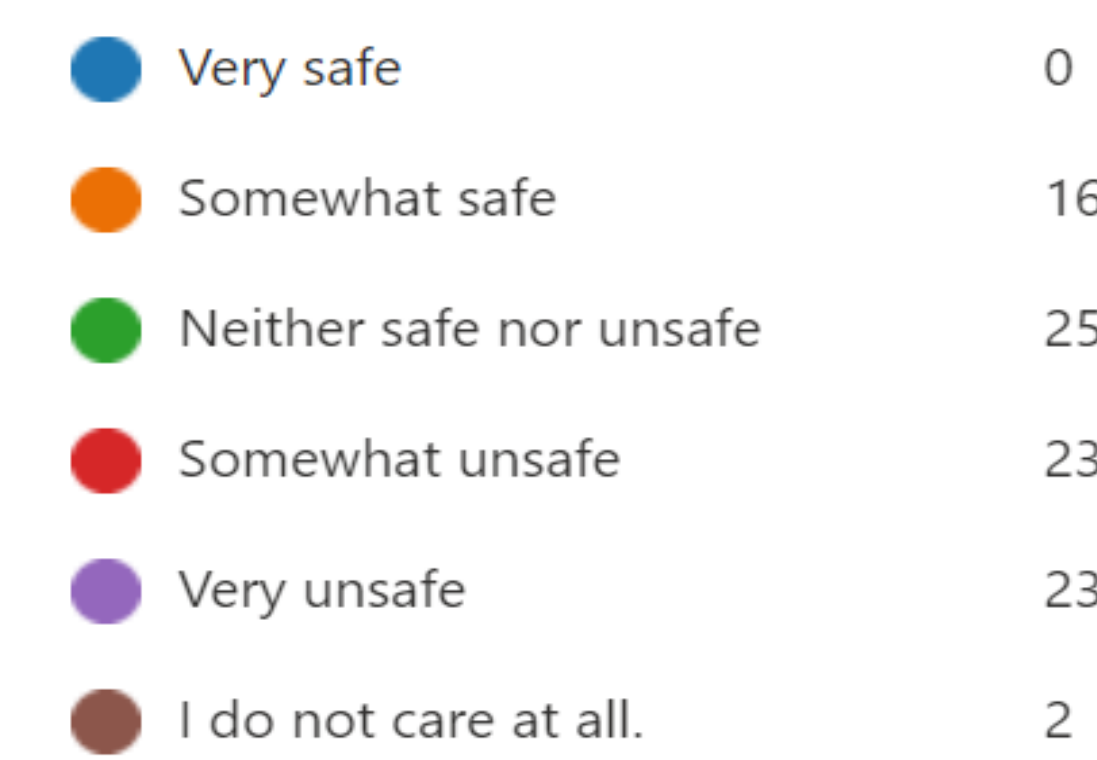 Very safe 0
Somewhat safe 16
Neither safe nor unsafe 25
Somewhat unsafe 23
Very unsafe 23
I do not care at all. 2